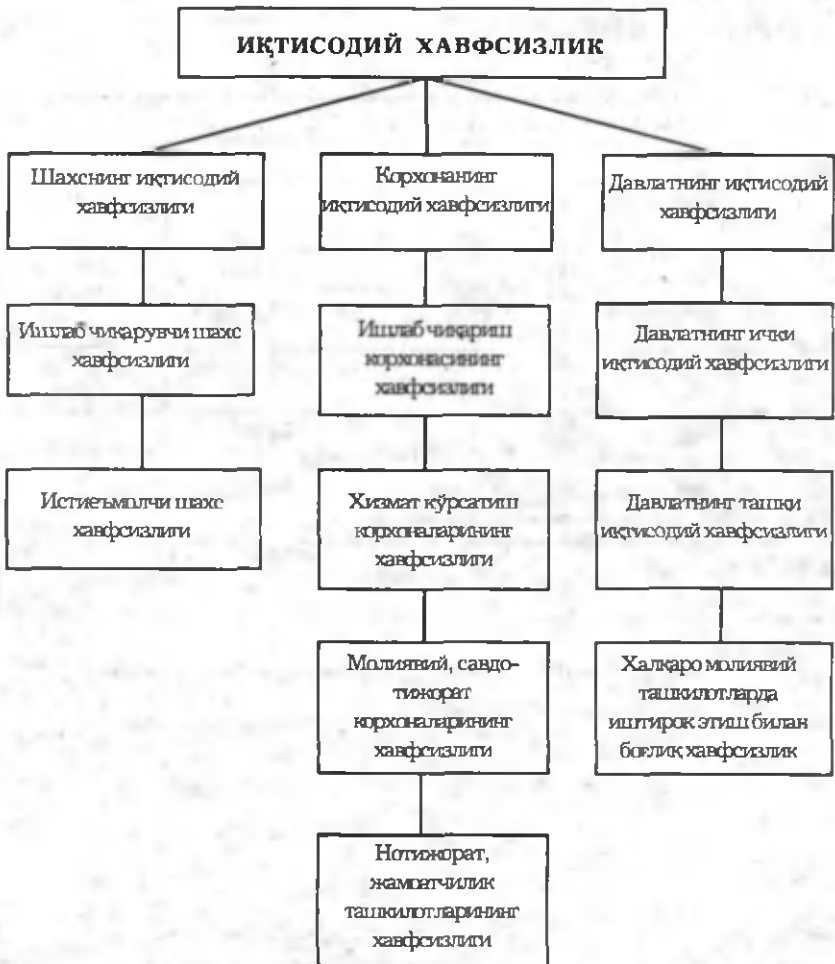 ИҚТИСОДИЙ ХАВФСИЗЛИК
Шахснинг иқтисодий
хавфсизлиги
Ишлаб чиқарувчи шахс
хавфсизлиги
Истиеъмолчи шахс
хавфсизлиги
Корхонанинг
иқтисодий хавфсизлиги
Ишлаб чиқариш
корхонасининг
хавфсизлиги
Хизмат кўрсатиш
корхоналарининг
хавфсизлиги
Молиявий, савдо-
тижорат
корхоналарининг
хавфсизлиги
Нотижорат,
жамоатчилик
ташкилотларининг
хавфсизлиги
Давлатнинг иқтисодий
хавфсизлиги
Давлатнинг ички
иқтисодий хавфсизлиги
Давлатнинг ташқи
иқтисодий хавфсизлиги
Халқаро молиявий
ташкилотларда
иштирок этиш билан
боғлиқ хавфсизлик